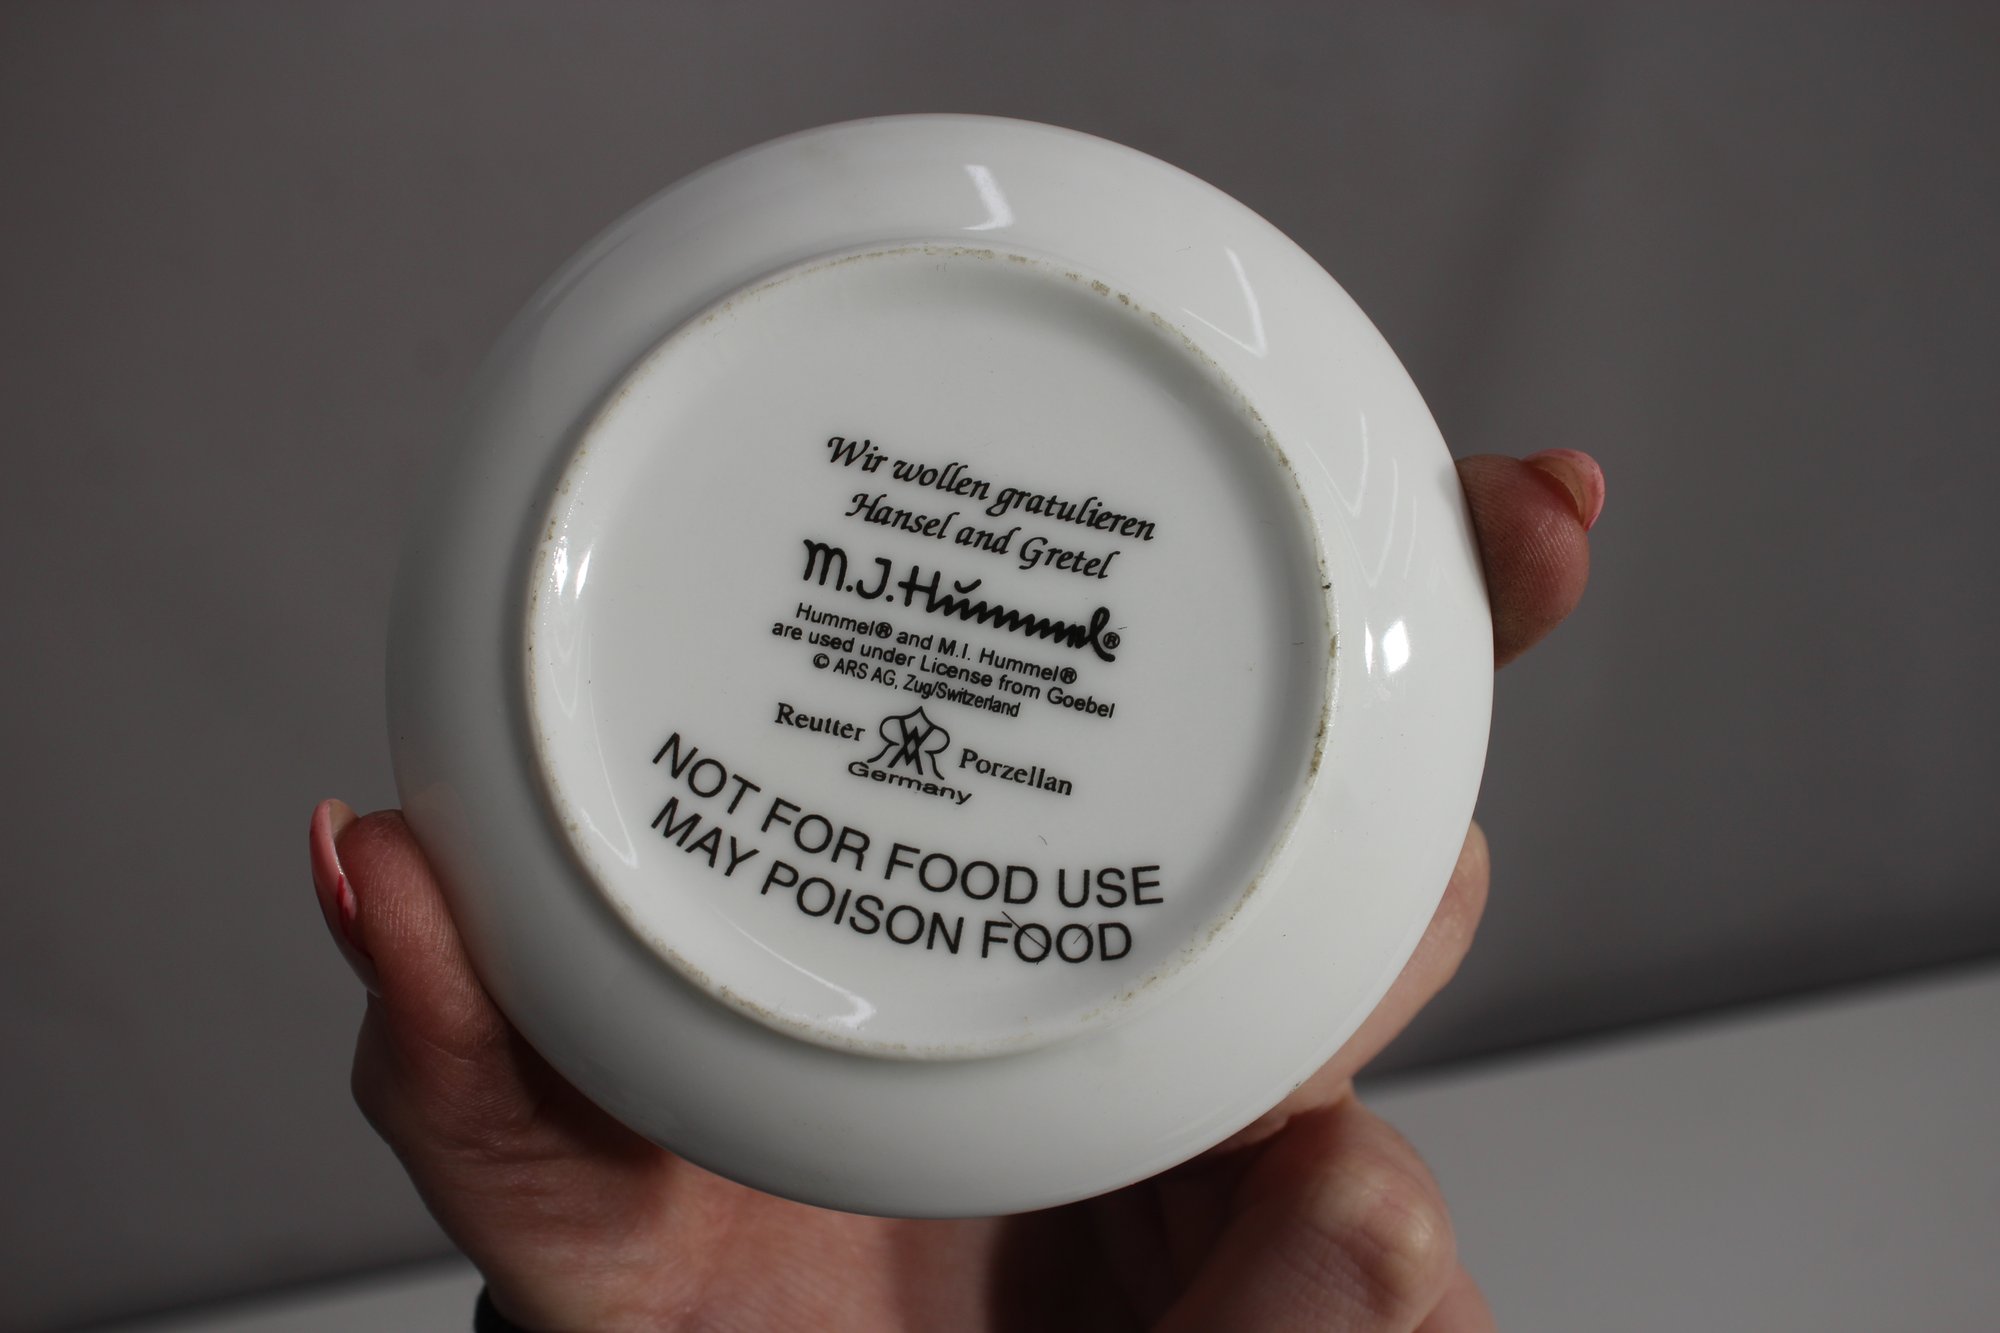 Wir wollen gratulieren
Hansel and Gretel
M.J.Hummel®
Hummel® and M.I. Hummel®
are used under License from Goebel
© ARS AG, Zug/Switzerland
Reutter Porzellan
Germany
NOT FOR FOOD USE
MAY POISON FOOD